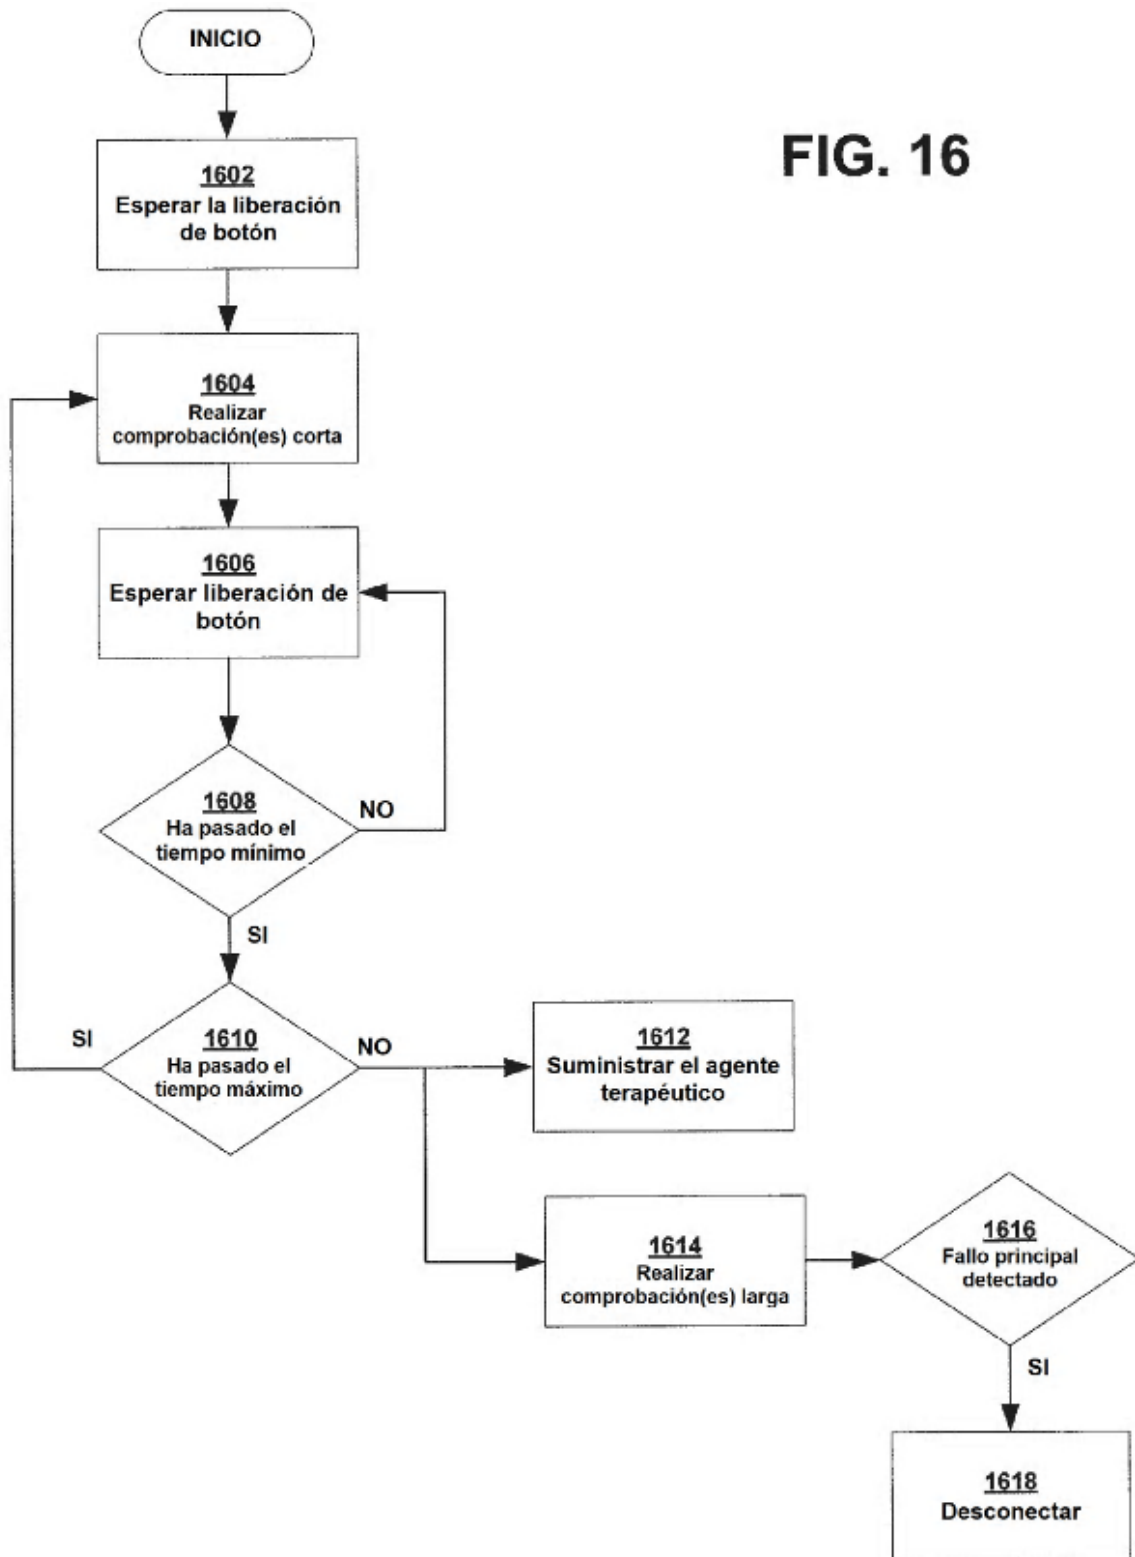 INICIO
FIG. 16
1602
Esperar la liberación
de botón
1604
Realizar
comprobación(es) corta
1606
Esperar liberación de
botón
1608
Ha pasado el
tiempo mínimo
NO
SI
1610
Ha pasado el
tiempo máximo
SI
NO
1612
Suministrar el agente
terapéutico
1614
Realizar
comprobación(es) larga
1616
Fallo principal
detectado
SI
1618
Desconectar